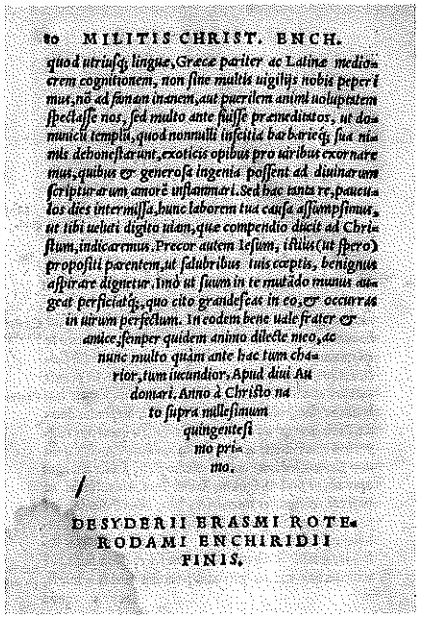 80 MILITIS CHRIST. ENCH.
quod utriusq; linguæ, Græcæ pariter ac Latinæ medio=
crem cognitionem, non sine multis uigilijs nobis peperi
mus, nõ ad famam inanem, aut puerilem animi uoluptatem
spectasse nos, sed multo ante fuisse præmeditatos, ut do=
minicũ templũ, quod nonnulli inscitia barbarieq; sua ni=
mis dehonestarunt, exoticis opibus pro uiribus exornare
mus, quibus & generosa ingenia possent ad diuinarum
scripturarum amorē inflammari. Sed hac tanta re, paucu=
los dies intermissa, hunc laborem tua causa assumpsimus,
ut tibi ueluti digito uiam, quæ compendio ducit ad Chri=
stum, indicaremus. Precor autem Iesum, istius (ut spero)
propositi parentem, ut salubribus tuis cœptis, benignus
aspirare dignetur. Imò ut suum in te mutãdo munus au=
geat perficiatq;, quo cito grandescas in eo, & occurras
in uirum perfectum. In eodem bene uale frater &
amice, semper quidem animo dilecte meo, ac
nunc multo quàm ante hac tum cha=
rior, tum iucundior, Apud diui Au
domari. Anno à Christo na
to supra millesimum
quingentesi
mo pri=
mo.
DESYDERII ERASMI ROTE=
RODAMI ENCHIRIDII
FINIS.